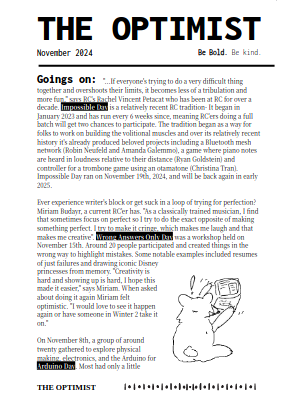 THE OPTIMIST
November 2024 Be Bold. Be kind.
Goings on: "...If everyone's trying to do a very difficult thing
together and overshoots their limits, it becomes less of a tribulation and
more fun," says RC's Rachel Vincent Petacat who has been at RC for over a
decade. Impossible Day is a relatively recent RC tradition- It began in
January 2023 and has run every 6 weeks since, meaning RCers doing a full
batch will get two chances to participate. The tradition began as a way for
folks to work on building the volitional muscles and over its relatively recent
history it's already produced beloved projects including a Bluetooth mesh
network (Robin Neufeld and Amanda Galemmo), a game where piano notes
are heard in loudness relative to their distance (Ryan Goldstein) and
controller for a trombone game using an otamatone (Christina Tran).
Impossible Day ran on November 19th, 2024, and will be back again in early
2025.
Ever experience writer's block or get suck in a loop of trying for perfection?
Miriam Budayr, a current RCer has. "As a classically trained musician, I find
that sometimes focus on perfect so I try to do the exact opposite of making
something perfect. I try to make it cringe, which makes me laugh and that
makes me creative" Wrong Answers Only Day was a workshop held on
November 15th. Around 20 people participated and created things in the
wrong way to highlight mistakes. Some notable examples included resumes
of just failures and drawing iconic Disney
princesses from memory. "Creativity is
hard and showing up is hard, I hope this
made it easier," says Miriam. When asked
about doing it again Miriam felt
optimistic. "I would love to see it happen
again or have someone in Winter 2 take it
on."
On November 8th, a group of around
twenty gathered to explore physical
making, electronics, and the Arduino for
Arduino Day. Most had only a little
THE OPTIMIST